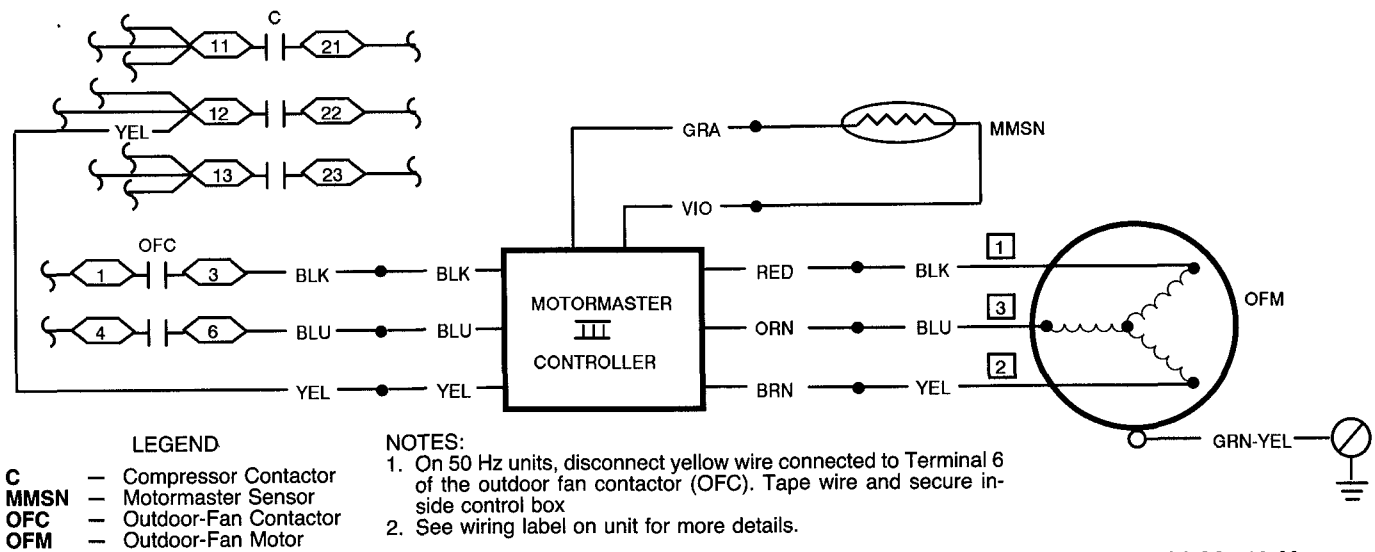 C
11 21
12 22
YEL
13 23
GRA
MMSN
VIO
OFC
1 3 BLK BLK
4 6 BLU BLU
YEL YEL
MOTORMASTER
III
CONTROLLER
RED BLK 1
ORN BLU 3
BRN YEL 2
OFM
GRN-YEL
LEGEND
C — Compressor Contactor
MMSN — Motormaster Sensor
OFC — Outdoor-Fan Contactor
OFM — Outdoor-Fan Motor
NOTES:
1. On 50 Hz units, disconnect yellow wire connected to Terminal 6
of the outdoor fan contactor (OFC). Tape wire and secure in-
side control box
2. See wiring label on unit for more details.